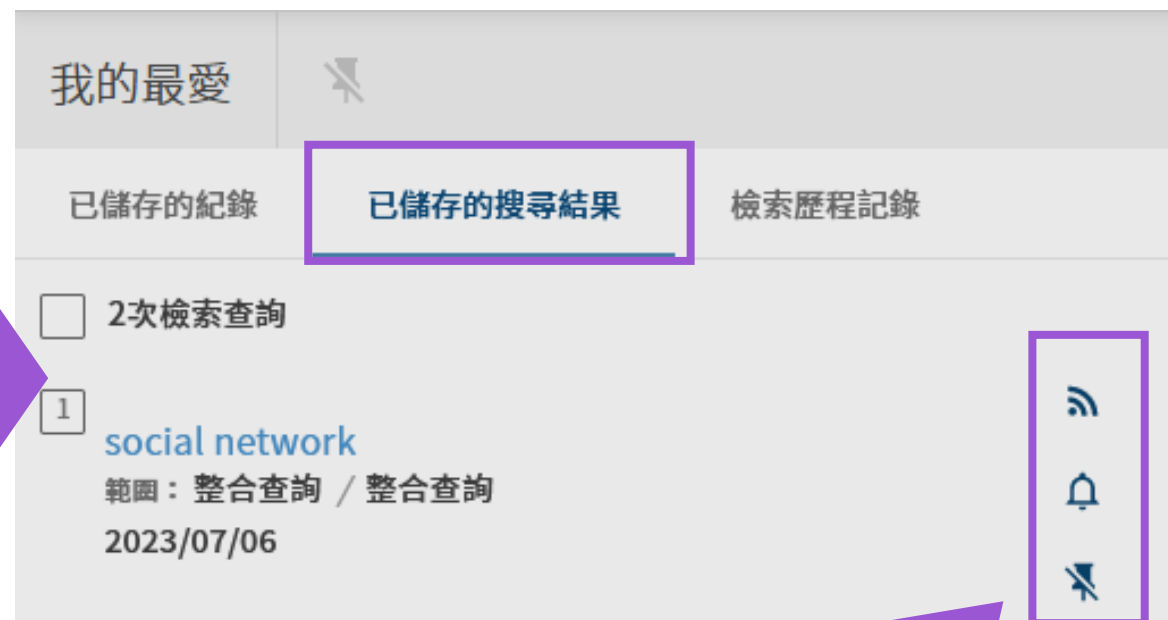 我的最愛
已儲存的紀錄 已儲存的搜尋結果 檢索歷程記錄
2次檢索查詢
1
social network
範圍：整合查詢 / 整合查詢
2023/07/06